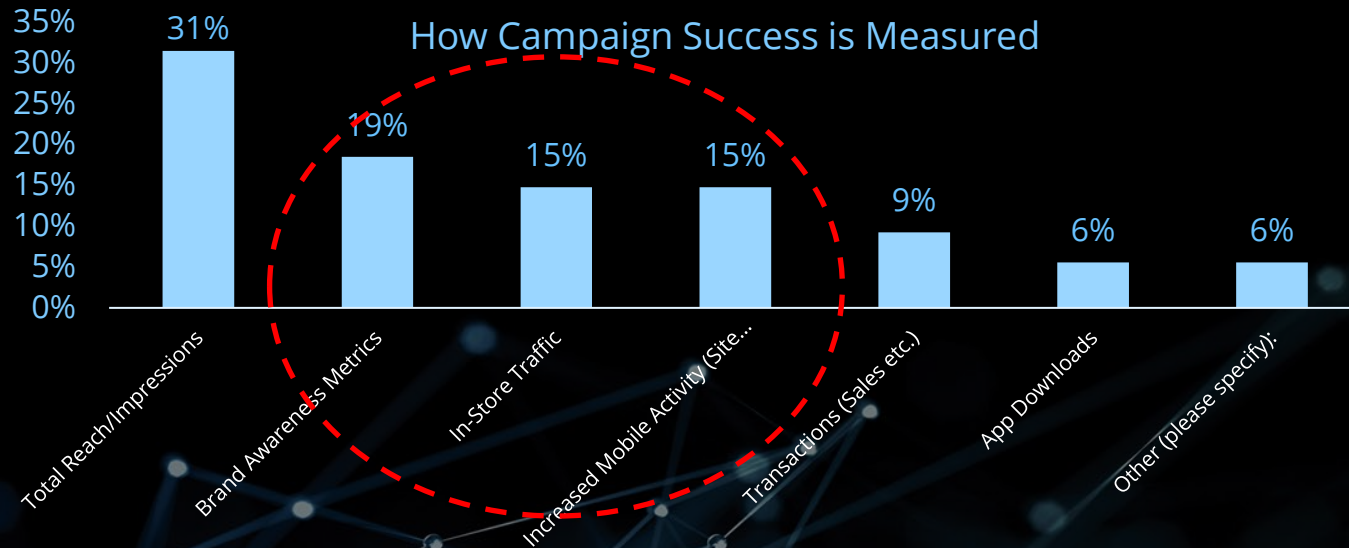 How Campaign Success is Measured
35%
30%
25%
20%
15%
10%
5%
0%
31%
19%
15%
15%
9%
6%
6%
Total Reach/Impressions
Brand Awareness Metrics
In-Store Traffic
Increased Mobile Activity (Site...
Transactions (Sales etc.)
App Downloads
Other (please specify):